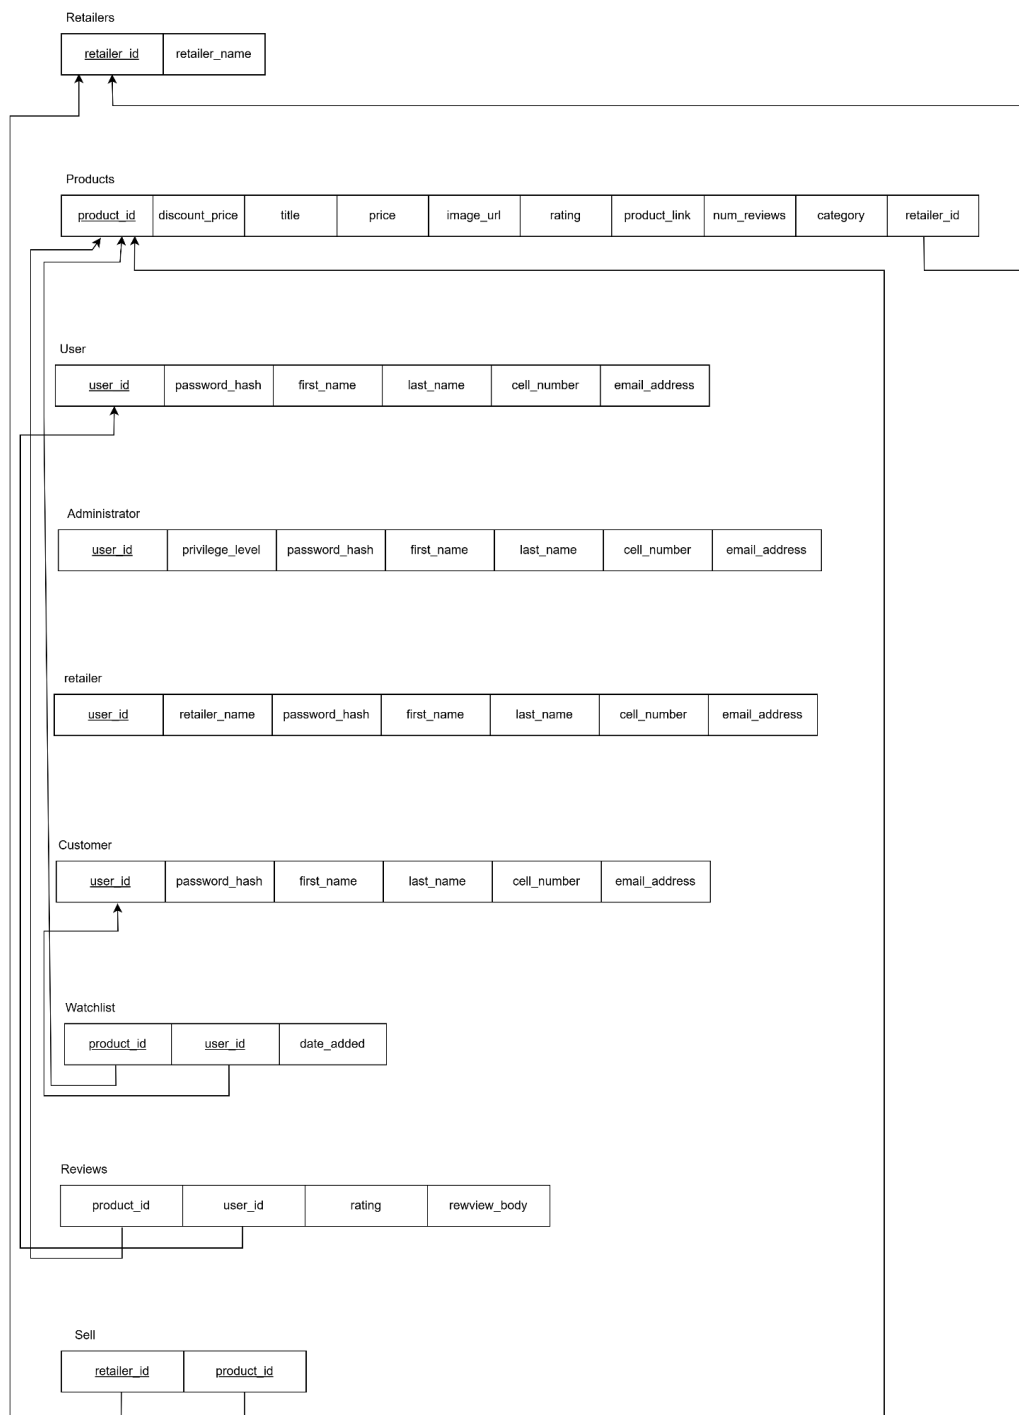 Retailers
retailer_id retailer_name
Products
product_id discount_price title price image_url rating product_link num_reviews category retailer_id
User
user_id password_hash first_name last_name cell_number email_address
Administrator
user_id privilege_level password_hash first_name last_name cell_number email_address
retailer
user_id retailer_name password_hash first_name last_name cell_number email_address
Customer
user_id password_hash first_name last_name cell_number email_address
Watchlist
product_id user_id date_added
Reviews
product_id user_id rating rewview_body
Sell
retailer_id product_id